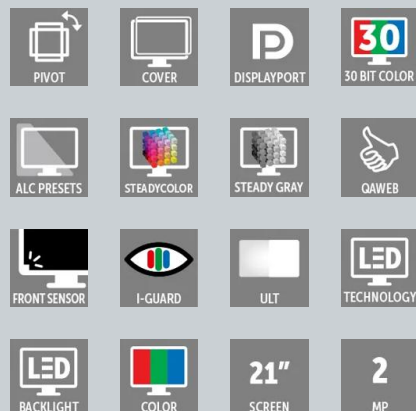 PIVOT
COVER
DISPLAYPORT
30
30 BIT COLOR
ALC PRESETS
STEADYCOLOR
STEADY GRAY
QAWEB
FRONT SENSOR
I-GUARD
ULT
LED
TECHNOLOGY
LED
BACKLIGHT
COLOR
21”
SCREEN
2
MP